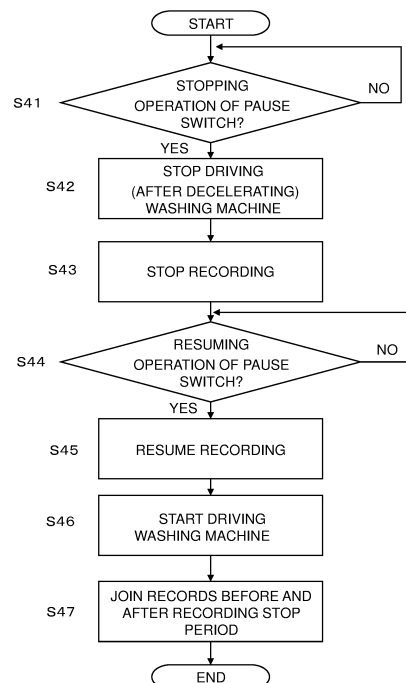 START
STOPPING
OPERATION OF PAUSE
SWITCH?
NO
S41
YES
STOP DRIVING
(AFTER DECELERATING)
WASHING MACHINE
S42
STOP RECORDING
S43
RESUMING
OPERATION OF PAUSE
SWITCH?
NO
S44
YES
RESUME RECORDING
S45
START DRIVING
WASHING MACHINE
S46
JOIN RECORDS BEFORE AND
AFTER RECORDING STOP
PERIOD
S47
END